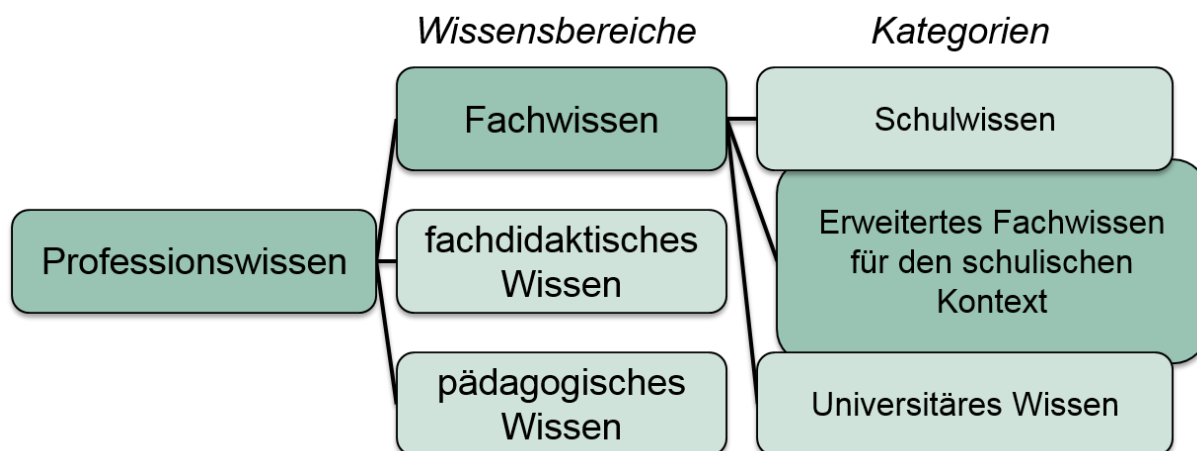 Wissensbereiche
Kategorien
Fachwissen
Schulwissen
Professionswissen
fachdidaktisches
Wissen
Erweitertes Fachwissen
für den schulischen
Kontext
pädagogisches
Wissen
Universitäres Wissen